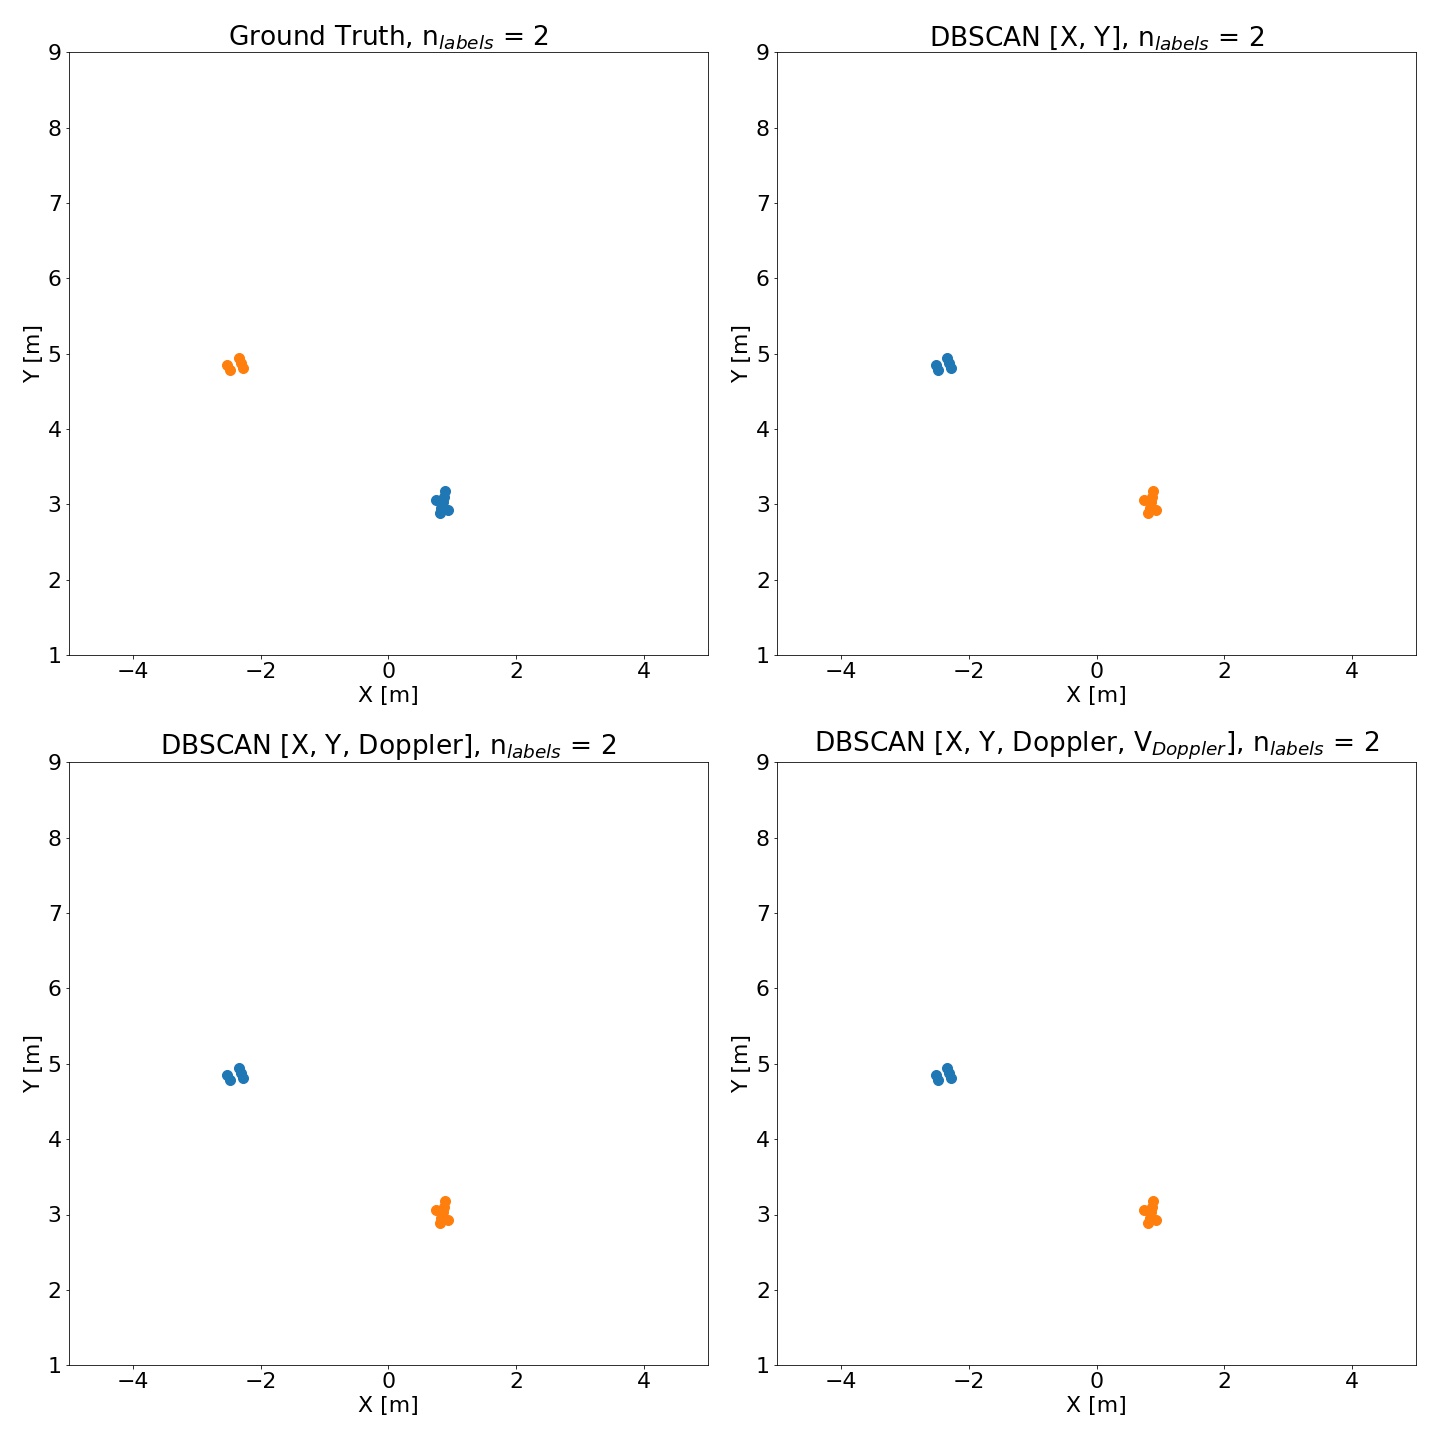 Ground Truth, n_labels = 2
9
8
7
6
5
4
3
2
1
Y [m]
−4 −2 0 2 4
X [m]
DBSCAN [X, Y], n_labels = 2
9
8
7
6
5
4
3
2
1
Y [m]
−4 −2 0 2 4
X [m]
DBSCAN [X, Y, Doppler], n_labels = 2
9
8
7
6
5
4
3
2
1
Y [m]
−4 −2 0 2 4
X [m]
DBSCAN [X, Y, Doppler, V_Doppler], n_labels = 2
9
8
7
6
5
4
3
2
1
Y [m]
−4 −2 0 2 4
X [m]